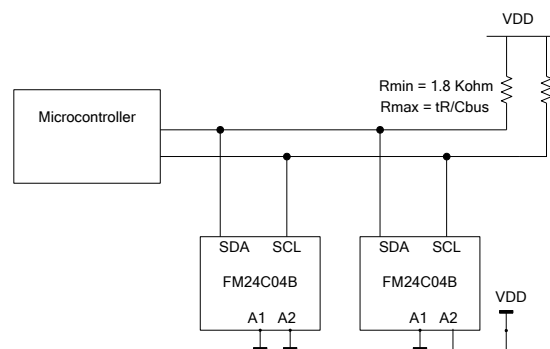 VDD
Rmin = 1.8 Kohm
Rmax = tR/Cbus
Microcontroller
SDA SCL
SDA SCL
FM24C04B
FM24C04B
VDD
A1 A2
A1 A2